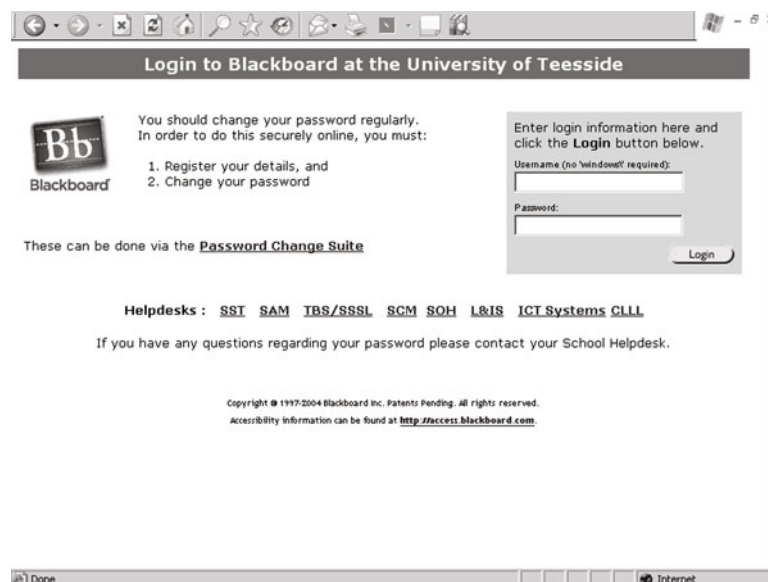 Login to Blackboard at the University of Teesside
Bb
Blackboard
You should change your password regularly.
In order to do this securely online, you must:
1. Register your details, and
2. Change your password
These can be done via the Password Change Suite
Enter login information here and
click the Login button below.
Username (no 'windows\' required):
Password:
Login
Helpdesks : SST SAM TBS/SSSL SCM SOH L&IS ICT Systems CLLL
If you have any questions regarding your password please contact your School Helpdesk.
Copyright © 1997-2004 Blackboard Inc. Patents Pending. All rights reserved.
Accessibility information can be found at http://access.blackboard.com.
Done
Internet